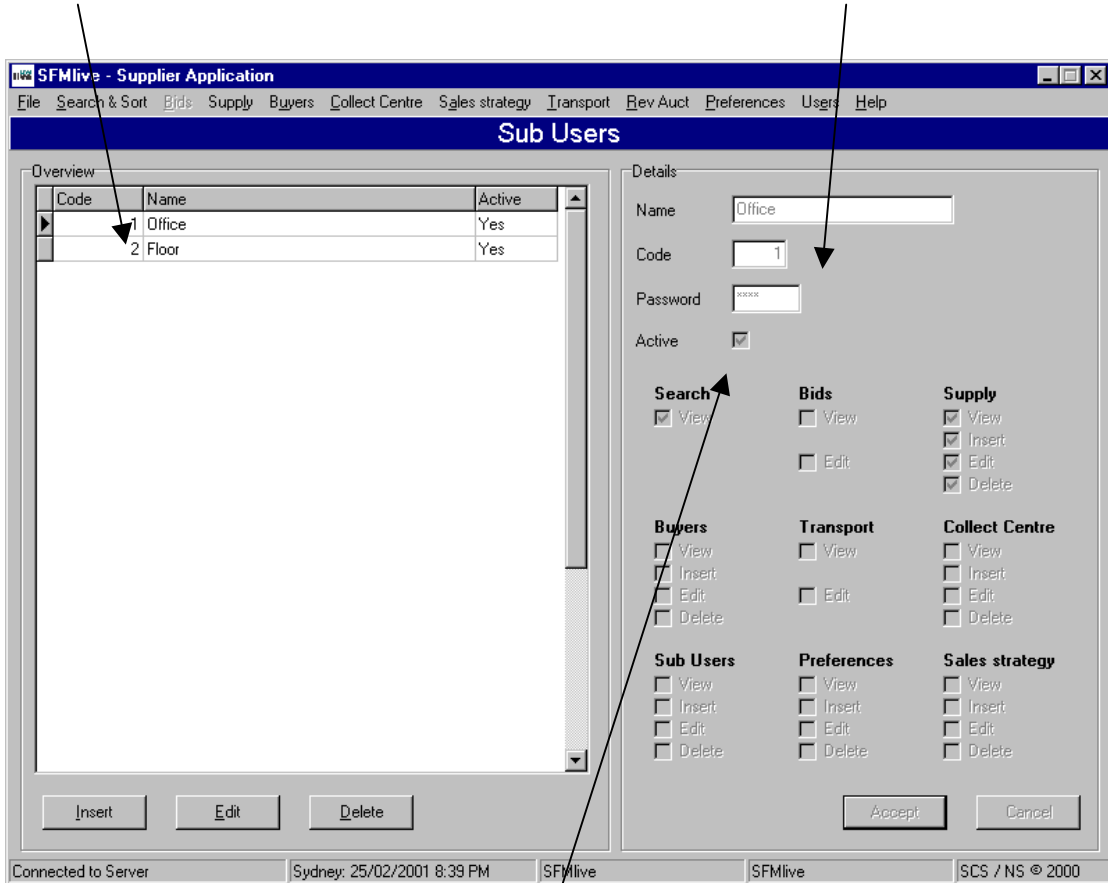 SFMlive - Supplier Application
File Search & Sort Bids Supply Buyers Collect Centre Sales strategy Transport Rev Auct Preferences Users Help
Sub Users
Overview
Code Name Active
1 Office Yes
2 Floor Yes
Insert Edit Delete
Details
Name Office
Code 1
Password ****
Active
Search Bids Supply
View View View
Insert
Edit Edit
Delete
Buyers Transport Collect Centre
View View View
Insert Insert
Edit Edit Edit
Delete Delete
Sub Users Preferences Sales strategy
View View View
Insert Insert Insert
Edit Edit Edit
Delete Delete Delete
Accept Cancel
Connected to Server Sydney: 25/02/2001 8:39 PM SFMlive SFMlive SCS / NS © 2000